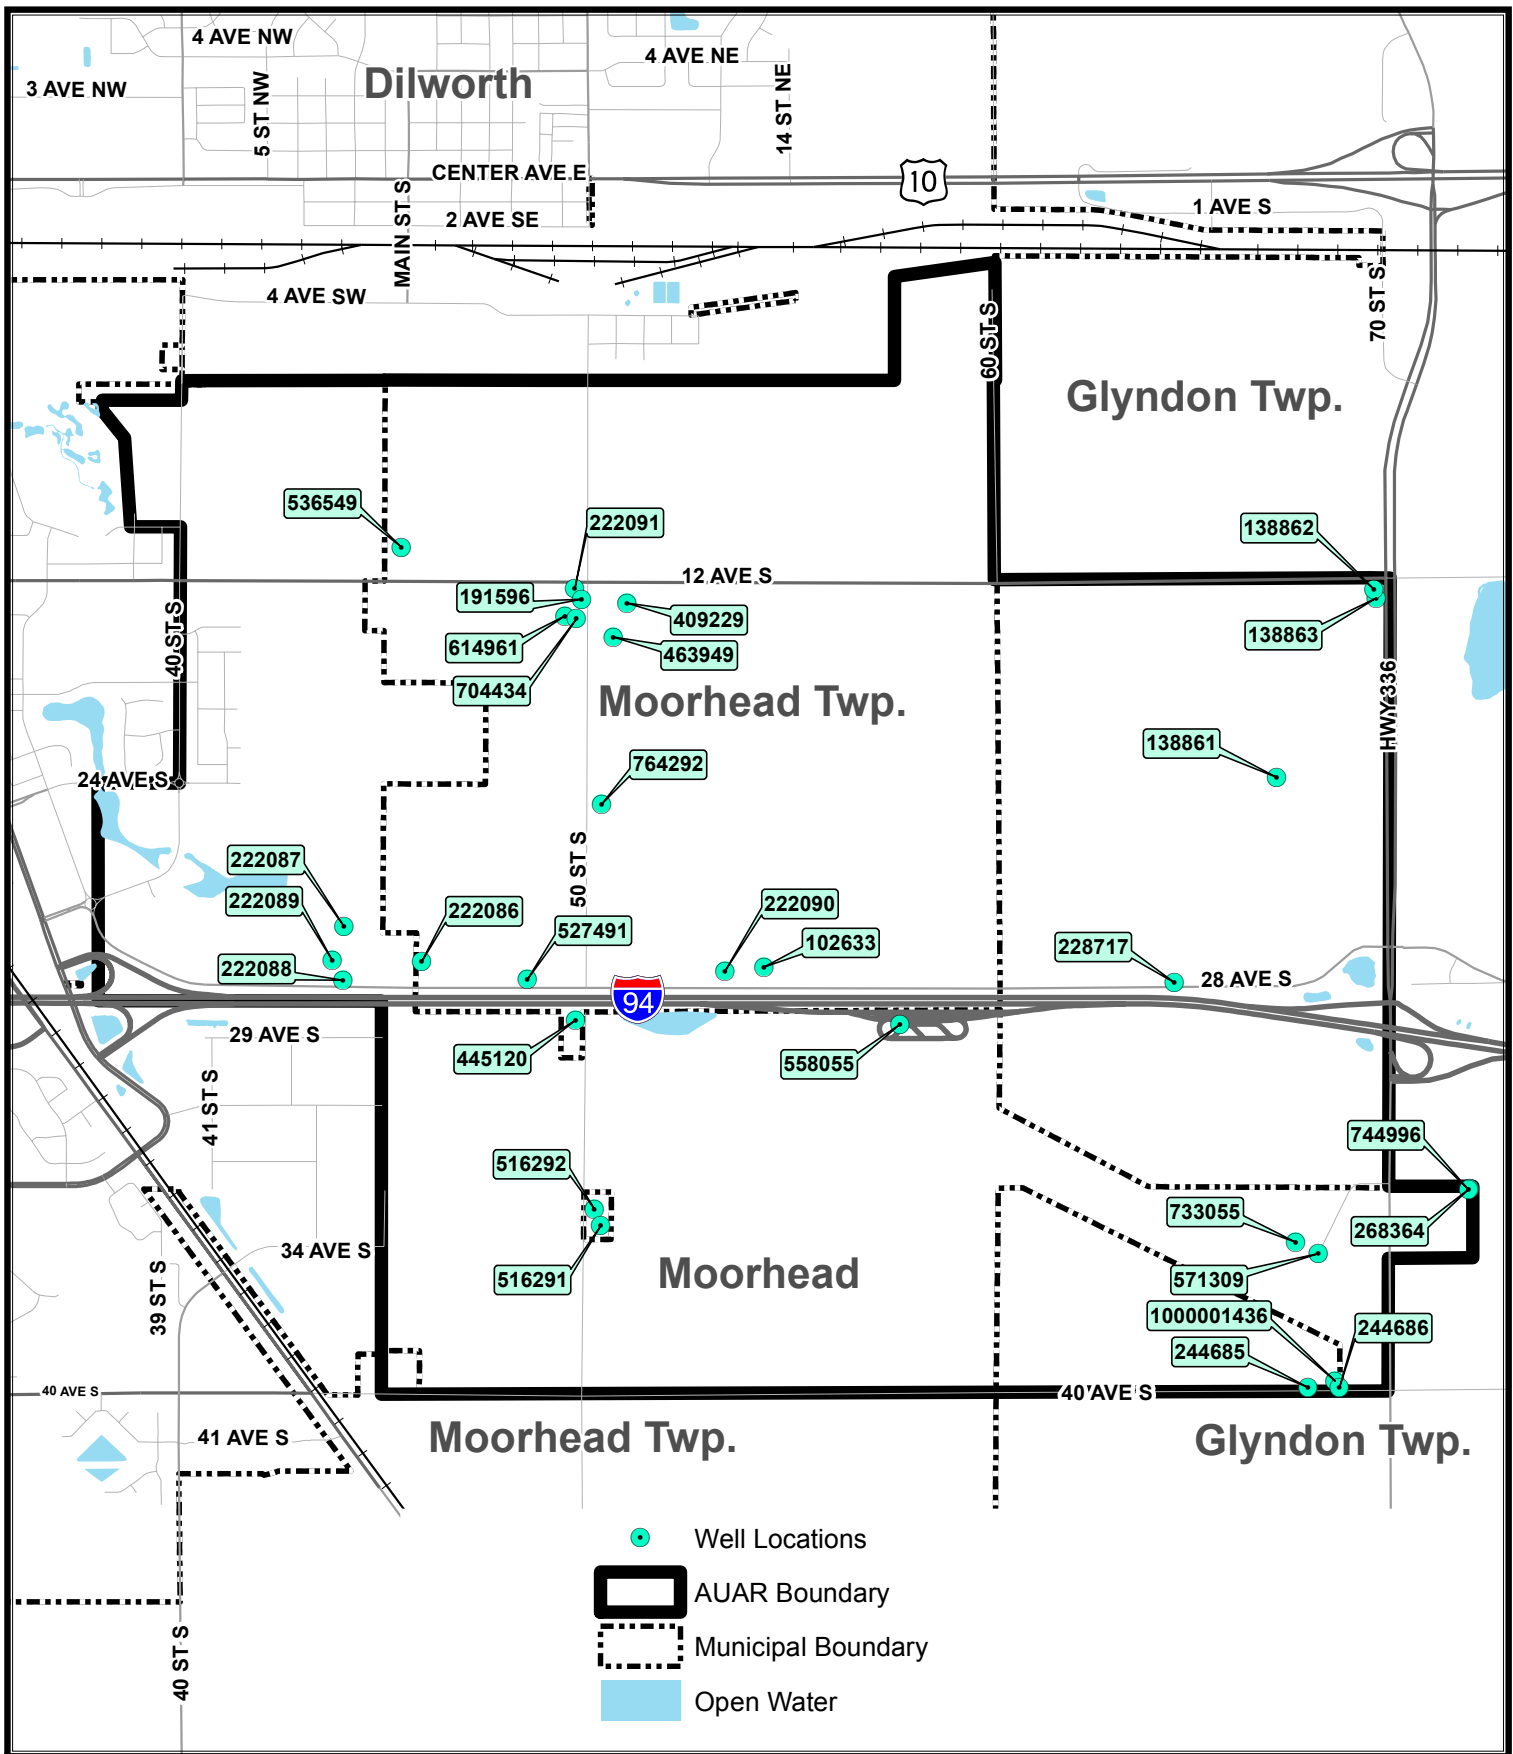 4 AVE NW
4 AVE NE
3 AVE NW
Dilworth
5 ST NW
14 ST NE
CENTER AVE E
10
MAIN ST S
2 AVE SE
1 AVE S
4 AVE SW
60 ST S
70 ST S
Glyndon Twp.
536549
222091
138862
12 AVE S
191596
409229
614961
463949
138863
40 ST S
704434
Moorhead Twp.
HWY 336
138861
764292
24 AVE S
50 ST S
222087
222089
222086
222090
527491
102633
228717
222088
28 AVE S
94
29 AVE S
445120
558055
41 ST S
744996
516292
733055
268364
34 AVE S
516291
Moorhead
571309
39 ST S
1000001436
244686
244685
40 AVE S
40 AVE S
41 AVE S
Moorhead Twp.
Glyndon Twp.
40 ST S
Well Locations
AUAR Boundary
Municipal Boundary
Open Water